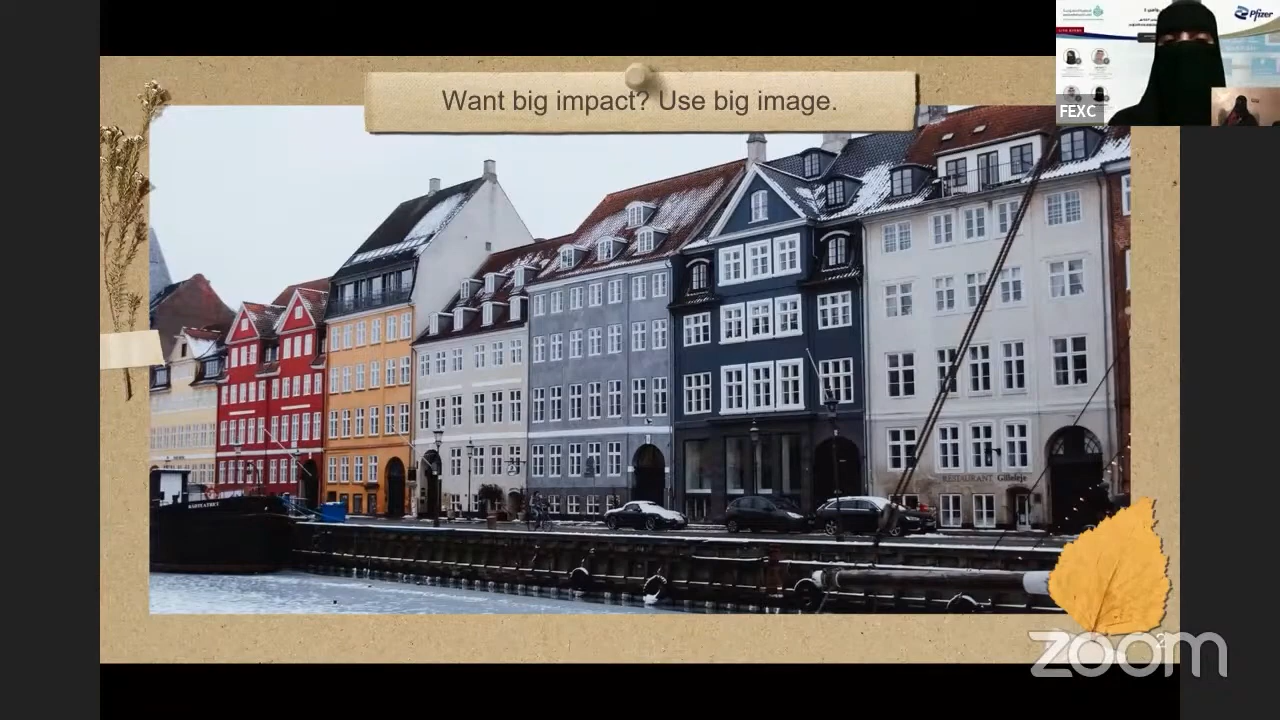 Want big impact? Use big image.
Pfizer
FEXC
RESTAURANT Gilleleje
zoom